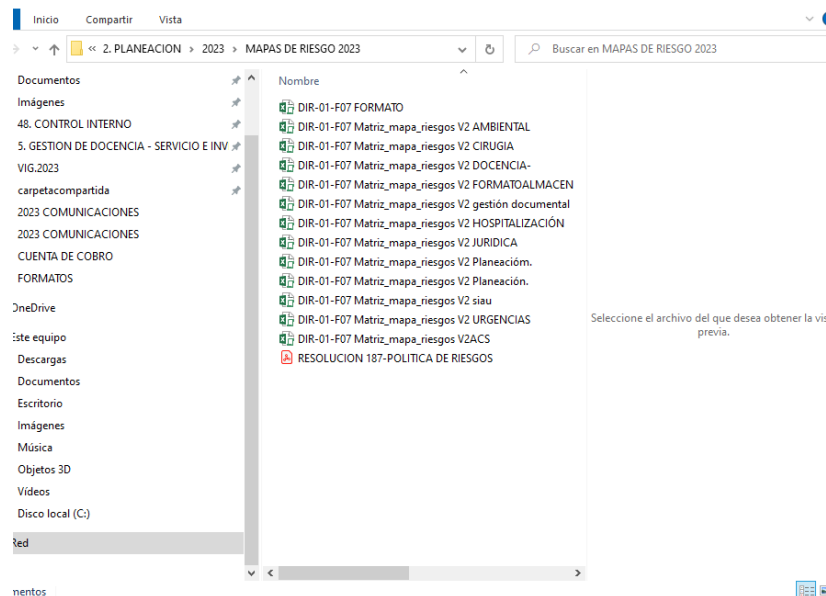 Inicio Compartir Vista
« 2. PLANEACION › 2023 › MAPAS DE RIESGO 2023
Buscar en MAPAS DE RIESGO 2023
Documentos
Imágenes
48. CONTROL INTERNO
5. GESTION DE DOCENCIA - SERVICIO E INV
VIG.2023
carpetacompartida
2023 COMUNICACIONES
2023 COMUNICACIONES
CUENTA DE COBRO
FORMATOS
OneDrive
Este equipo
Descargas
Documentos
Escritorio
Imágenes
Música
Objetos 3D
Vídeos
Disco local (C:)
Red
Nombre
DIR-01-F07 FORMATO
DIR-01-F07 Matriz_mapa_riesgos V2 AMBIENTAL
DIR-01-F07 Matriz_mapa_riesgos V2 CIRUGIA
DIR-01-F07 Matriz_mapa_riesgos V2 DOCENCIA-
DIR-01-F07 Matriz_mapa_riesgos V2 FORMATOALMACEN
DIR-01-F07 Matriz_mapa_riesgos V2 gestión documental
DIR-01-F07 Matriz_mapa_riesgos V2 HOSPITALIZACIÓN
DIR-01-F07 Matriz_mapa_riesgos V2 JURIDICA
DIR-01-F07 Matriz_mapa_riesgos V2 Planeacióm.
DIR-01-F07 Matriz_mapa_riesgos V2 Planeación.
DIR-01-F07 Matriz_mapa_riesgos V2 siau
DIR-01-F07 Matriz_mapa_riesgos V2 URGENCIAS
DIR-01-F07 Matriz_mapa_riesgos V2ACS
RESOLUCION 187-POLITICA DE RIESGOS
Seleccione el archivo del que desea obtener la vis
previa.
mentos